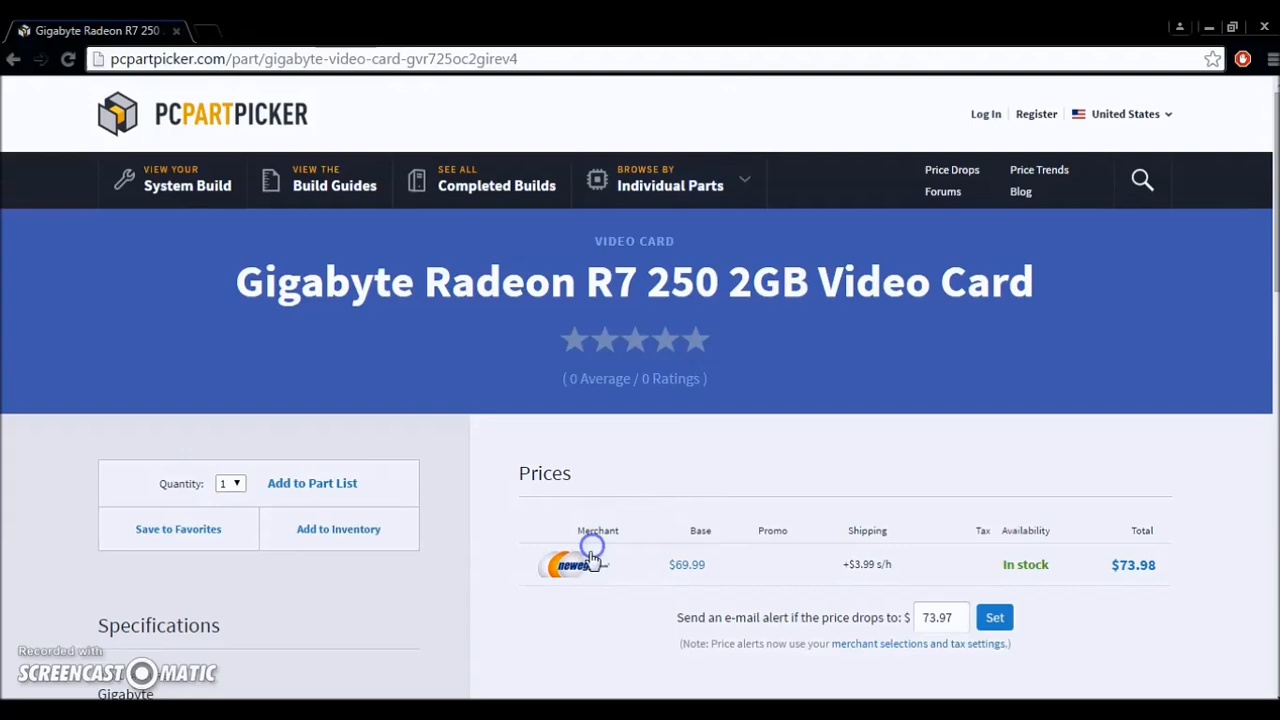 Gigabyte Radeon R7 250
pcpartpicker.com/part/gigabyte-video-card-gvr725oc2girev4
PCPARTPICKER
Log In Register United States
VIEW YOUR
System Build
VIEW THE
Build Guides
SEE ALL
Completed Builds
BROWSE BY
Individual Parts
Price Drops Price Trends
Forums Blog
VIDEO CARD
Gigabyte Radeon R7 250 2GB Video Card
( 0 Average / 0 Ratings )
Quantity: 1 Add to Part List
Save to Favorites Add to Inventory
Specifications
Gigabyte
Prices
Merchant Base Promo Shipping Tax Availability Total
$69.99 +$3.99 s/h In stock $73.98
Send an e-mail alert if the price drops to: $ 73.97 Set
(Note: Price alerts now use your merchant selections and tax settings.)
Recorded with
SCREENCAST-O-MATIC